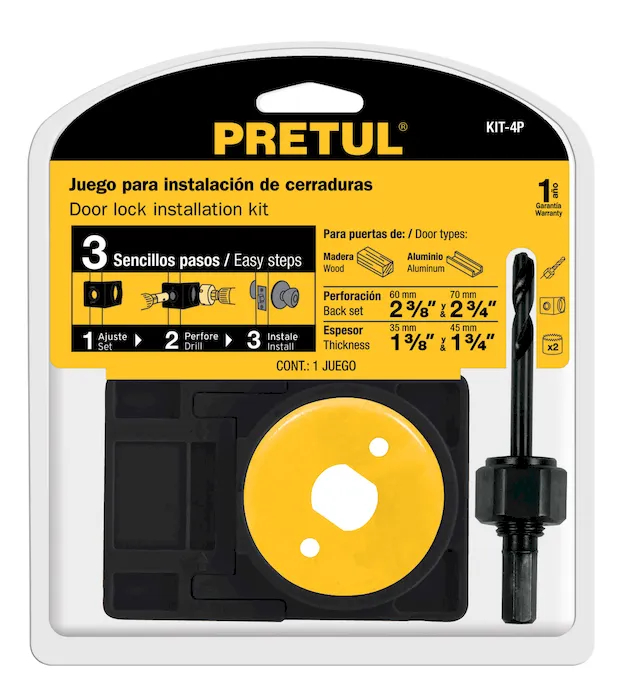 PRETUL®
KIT-4P
Juego para instalación de cerraduras
Door lock installation kit
1 año
Garantía
Warranty
3 Sencillos pasos / Easy steps
1 Ajuste Set
2 Perfore Drill
3 Instale Install
Para puertas de: / Door types:
Madera Wood
Aluminio Aluminum
Perforación Back set
60 mm 70 mm
2 3/8" y & 2 3/4"
Espesor Thickness
35 mm 45 mm
1 3/8" y & 1 3/4"
x2
CONT.: 1 JUEGO